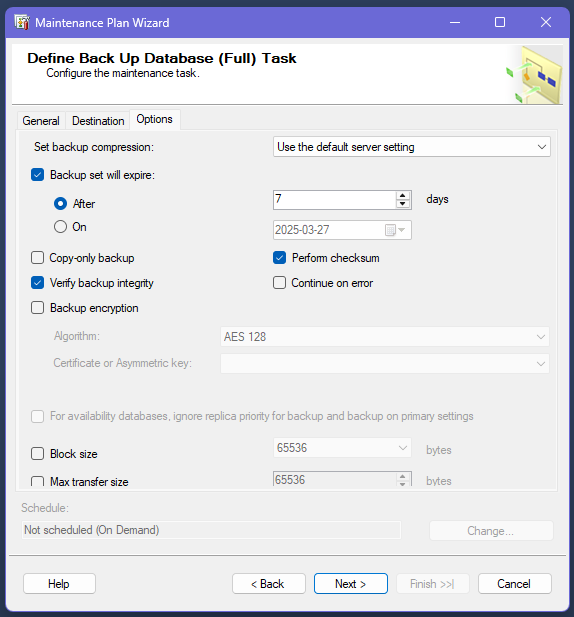 Maintenance Plan Wizard
Define Back Up Database (Full) Task
Configure the maintenance task.
General Destination Options
Set backup compression: Use the default server setting
Backup set will expire:
After 7 days
On 2025-03-27
Copy-only backup Perform checksum
Verify backup integrity Continue on error
Backup encryption
Algorithm: AES 128
Certificate or Asymmetric key:
For availability databases, ignore replica priority for backup and backup on primary settings
Block size 65536 bytes
Max transfer size 65536 bytes
Schedule:
Not scheduled (On Demand) Change...
Help < Back Next > Finish >>| Cancel